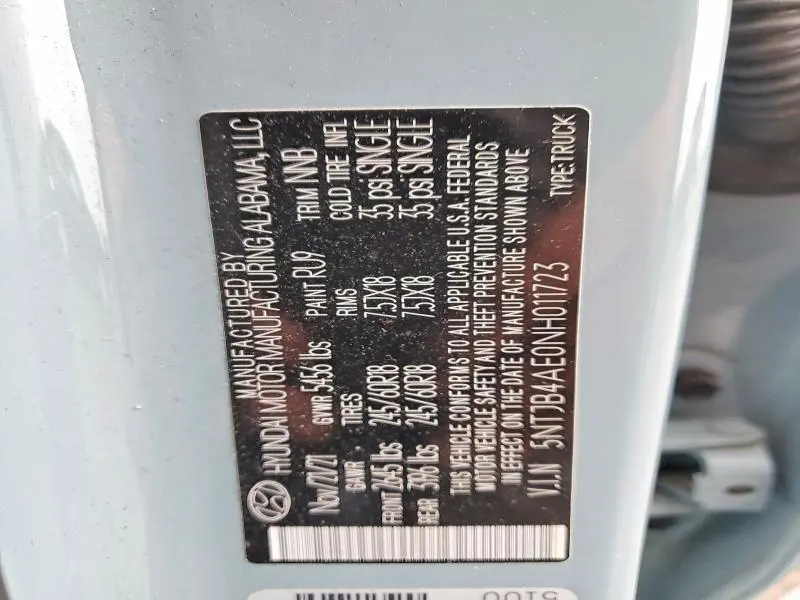 MANUFACTURED BY
HYUNDAI MOTOR MANUFACTURING ALABAMA, LLC
Nov/21/21 GVWR 5456 lbs PAINT RU9 TRIM NNB
GAWR TIRES RIMS COLD TIRE INFL
FRONT 2645 lbs 245/60R18 7.5JX18 35 psi SINGLE
REAR 3196 lbs 245/60R18 7.5JX18 35 psi SINGLE
THIS VEHICLE CONFORMS TO ALL APPLICABLE U.S.A. FEDERAL
MOTOR VEHICLE SAFETY AND THEFT PREVENTION STANDARDS
IN EFFECT ON THE DATE OF MANUFACTURE SHOWN ABOVE
V.I.N 5NTJB4AE0NH011723 TYPE:TRUCK
5100